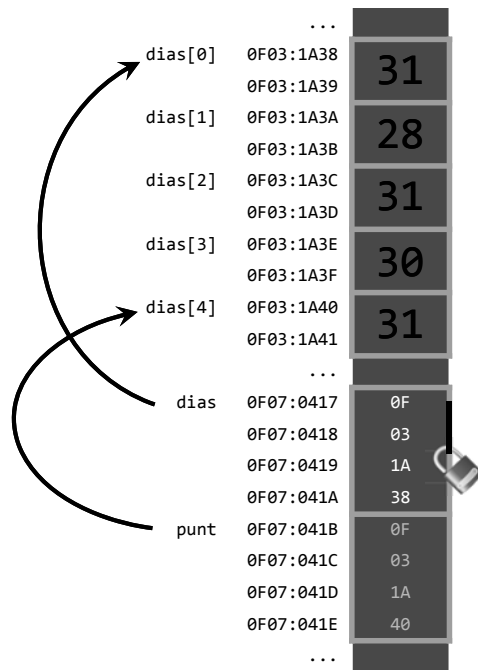 ...
dias[0] 0F03:1A38 31
0F03:1A39
dias[1] 0F03:1A3A 28
0F03:1A3B
dias[2] 0F03:1A3C 31
0F03:1A3D
dias[3] 0F03:1A3E 30
0F03:1A3F
dias[4] 0F03:1A40 31
0F03:1A41
...
dias 0F07:0417 0F
0F07:0418 03
0F07:0419 1A
0F07:041A 38
punt 0F07:041B 0F
0F07:041C 03
0F07:041D 1A
0F07:041E 40
...